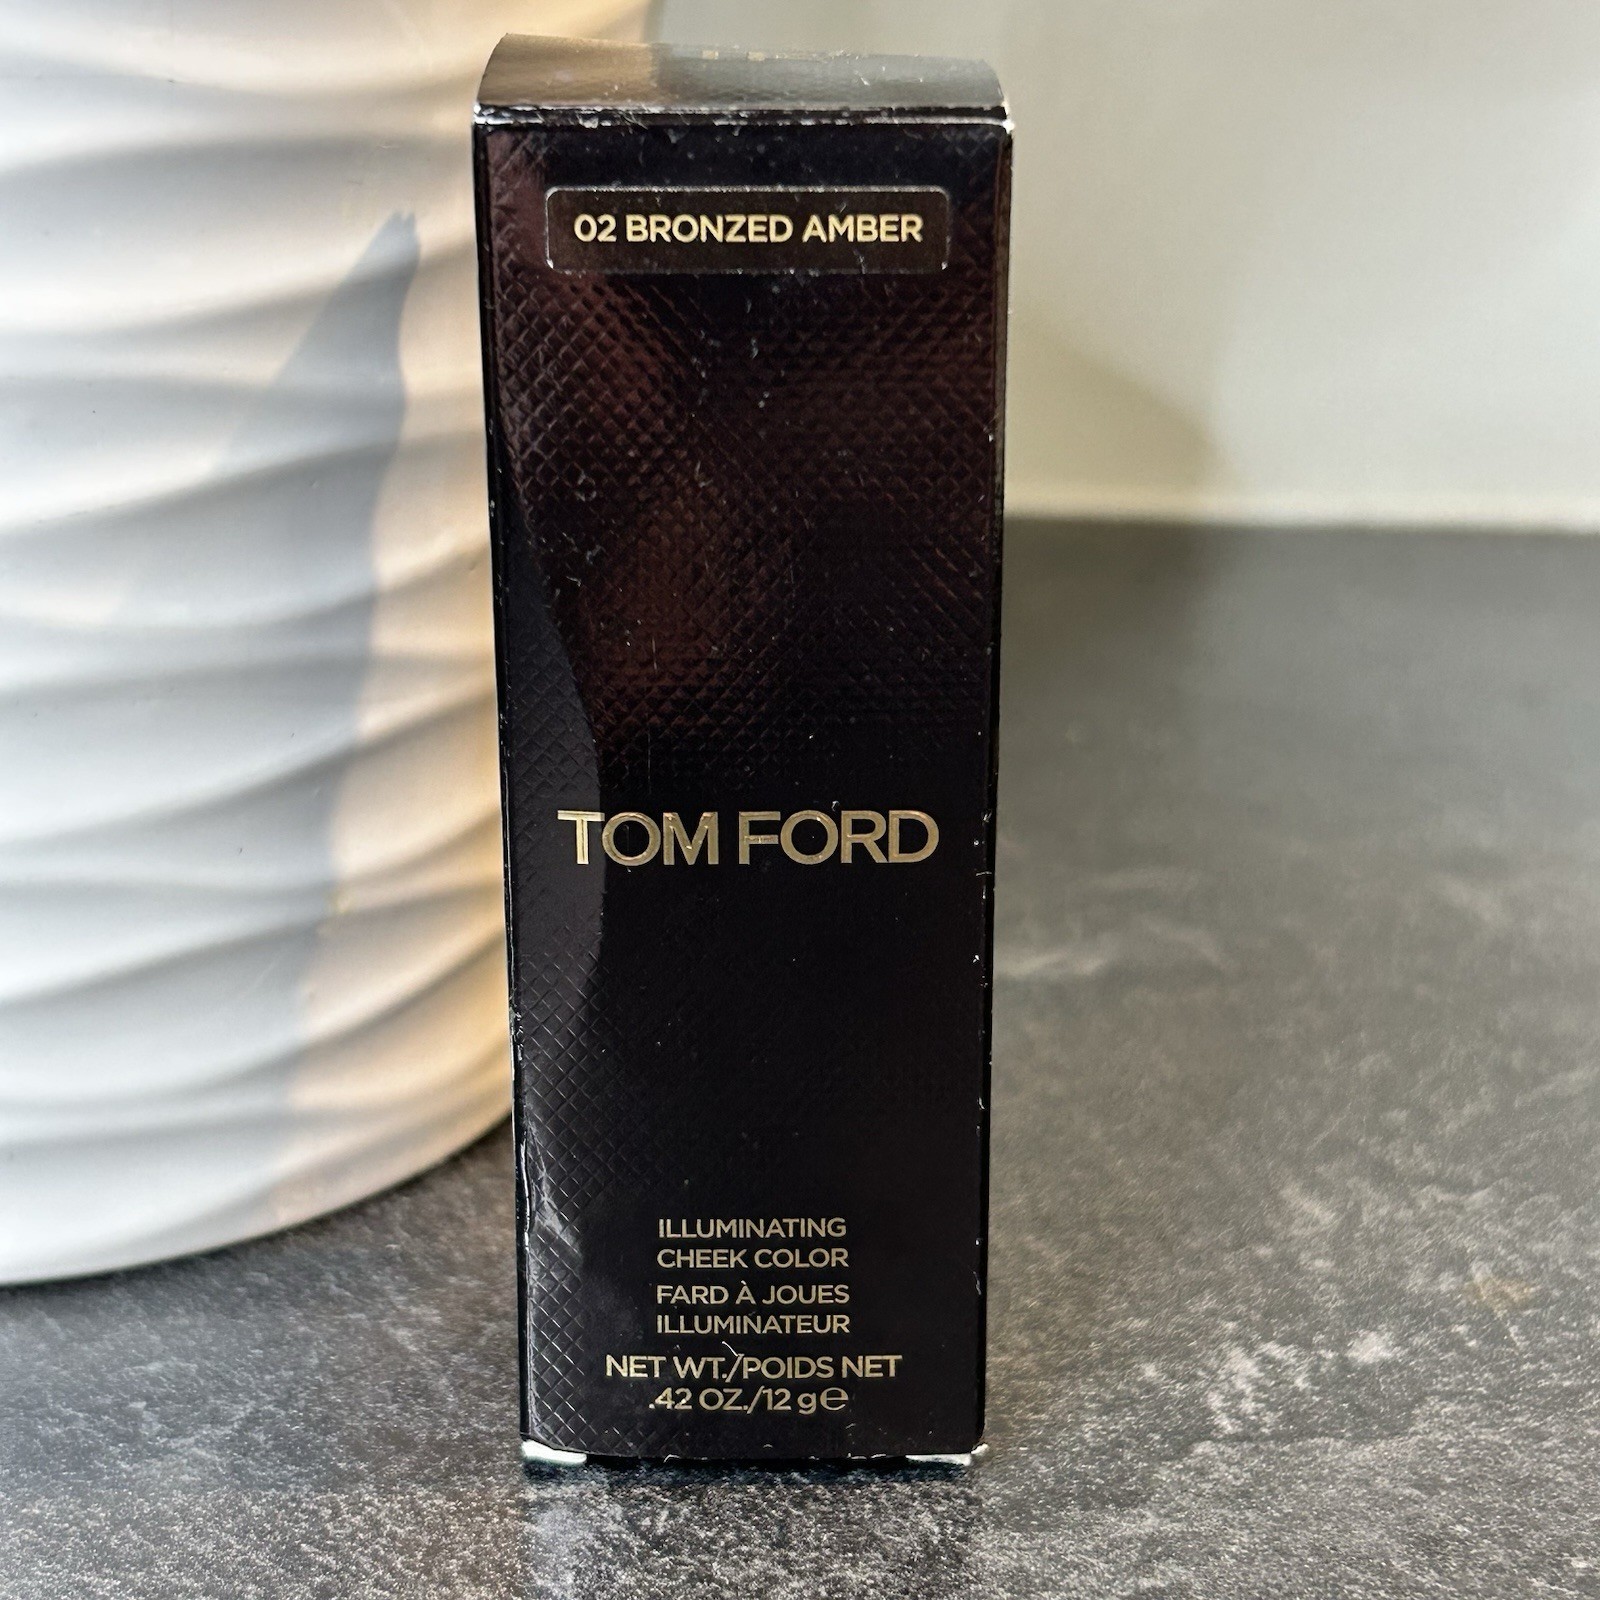 02 BRONZED AMBER
TOM FORD
ILLUMINATING
CHEEK COLOR
FARD À JOUES
ILLUMINATEUR
NET WT./POIDS NET
.42 OZ./12 g℮